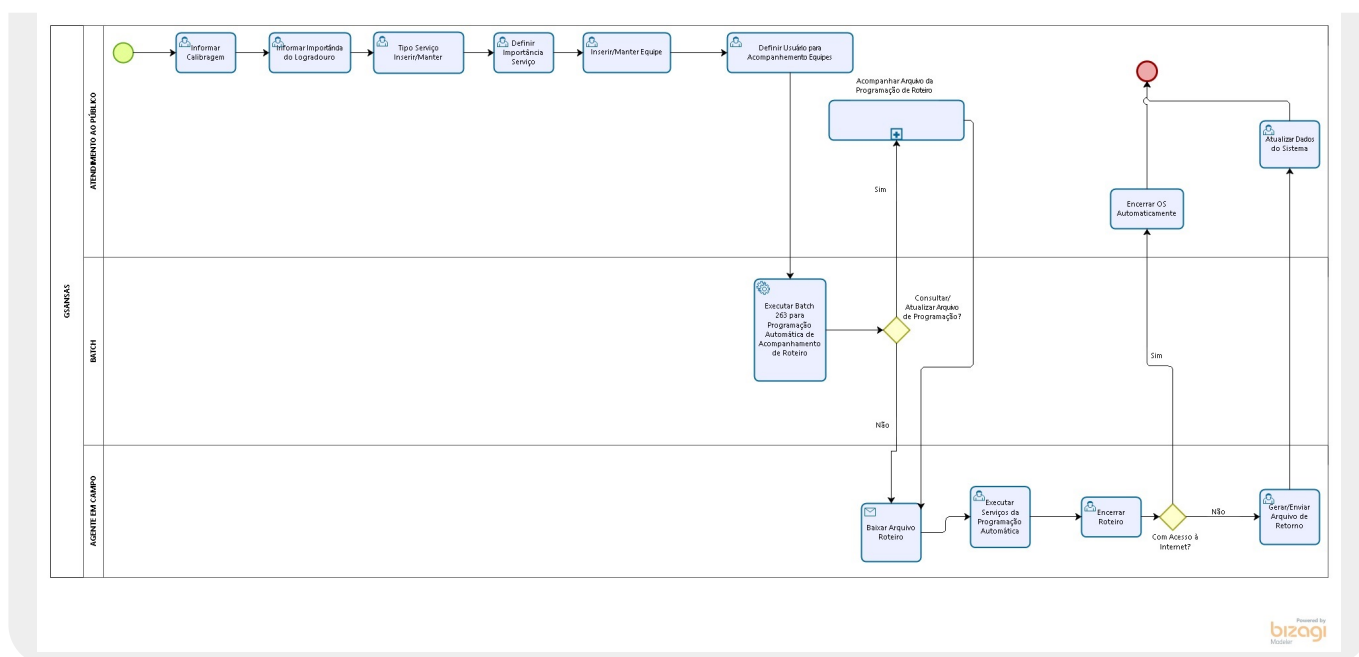 GSANSAS
ATENDIMENTO AO PÚBLICO
Informar
Calibragem
Informar Importânda
do Logradouro
Tipo Serviço
Inserir/Manter
Definir
Importância
Serviço
Inserir/Manter Equipe
Definir Usuário para
Acompanhemento Equipes
Acompanhar Arquivo da
Programação de Roteiro
Sim
Encerrar OS
Automaticamente
Atualizar Dados
do Sistema
BATCH
Executar Batch
263 para
Programação
Automática de
Acompanhamento
de Roteiro
Consultar/
Atualizar Arquivo
de Programação?
Não
Sim
AGENTE EM CAMPO
Baixar Arquivo
Roteiro
Executar
Serviços da
Programação
Automática
Encerrar
Roteiro
Com Acesso à
Internet?
Não
Gerar/Enviar
Arquivo de
Retorno
Powered by
bizagi
Modeler